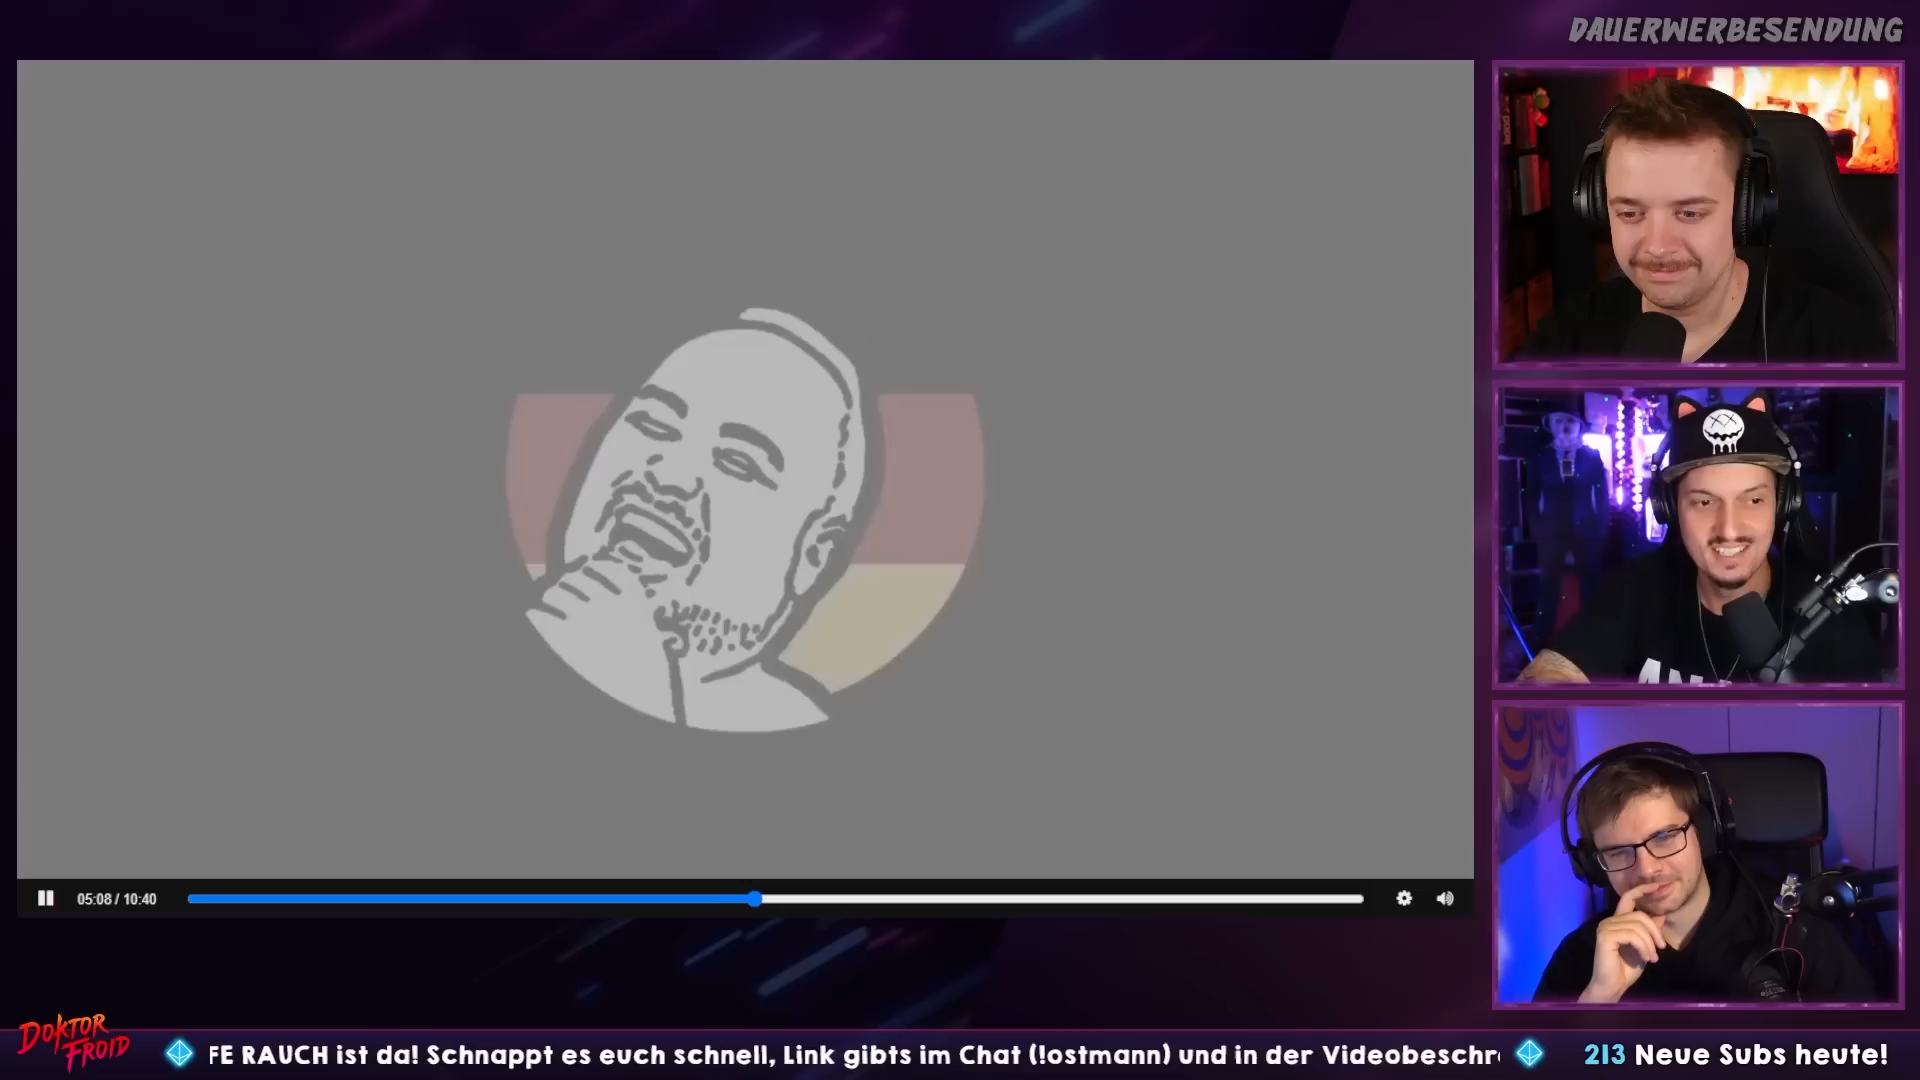 DAUERWERBESENDUNG
05:08 / 10:40
DOKTOR
FROID
FE RAUCH ist da! Schnappt es euch schnell, Link gibts im Chat (!ostmann) und in der Videobeschr
213 Neue Subs heute!